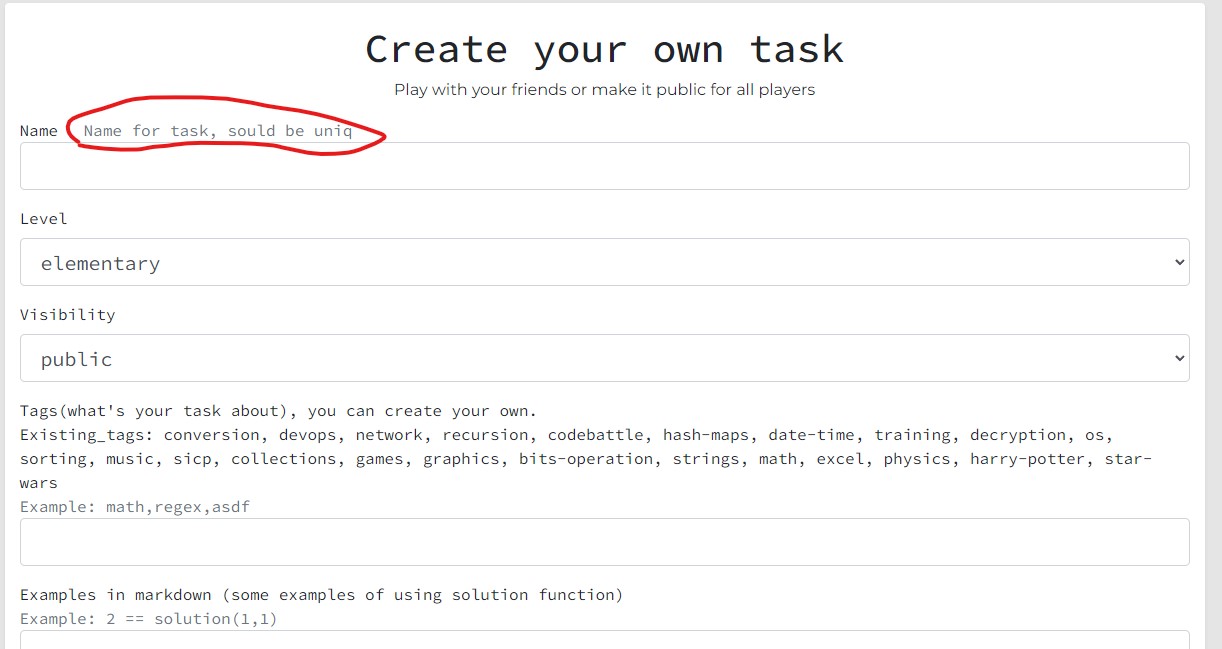 Create your own task
Play with your friends or make it public for all players
Name Name for task, sould be uniq
Level
elementary
Visibility
public
Tags(what's your task about), you can create your own.
Existing_tags: conversion, devops, network, recursion, codebattle, hash-maps, date-time, training, decryption, os,
sorting, music, sicp, collections, games, graphics, bits-operation, strings, math, excel, physics, harry-potter, star-
wars
Example: math,regex,asdf
Examples in markdown (some examples of using solution function)
Example: 2 == solution(1,1)